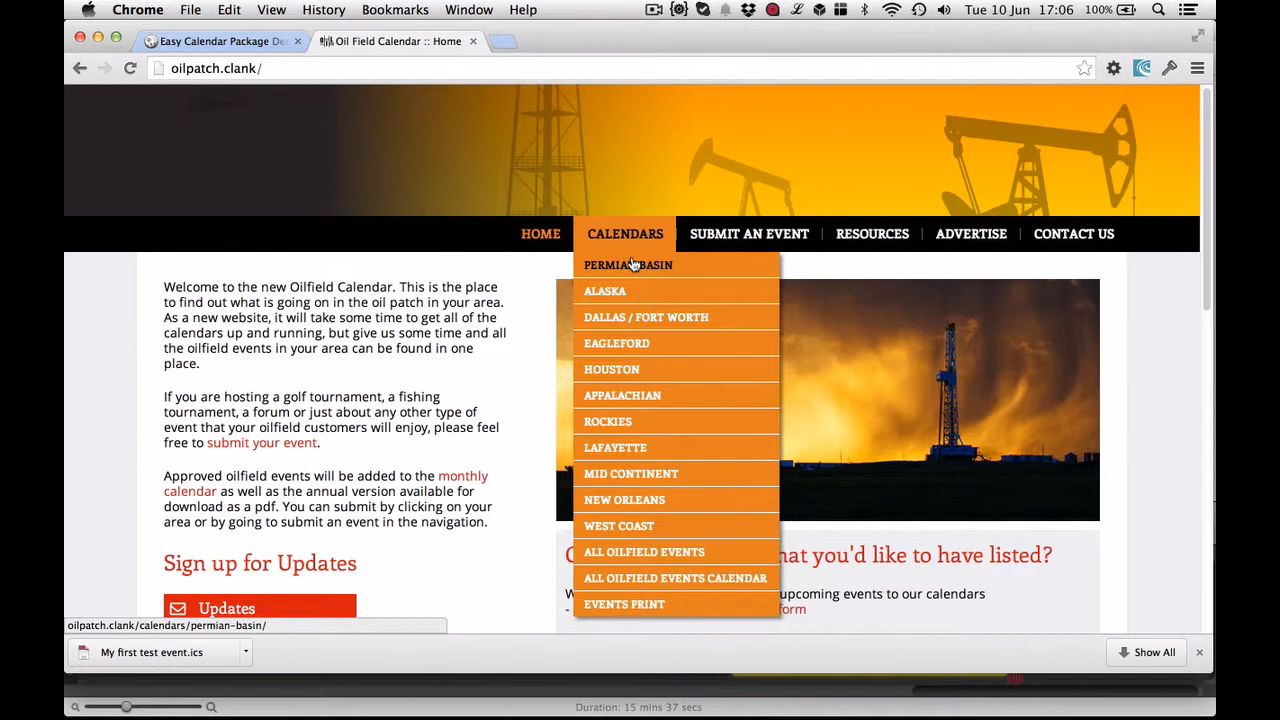 Chrome File Edit View History Bookmarks Window Help Tue 10 Jun 17:06 100%
Easy Calendar Package De
Oil Field Calendar :: Home
oilpatch.clank/
HOME CALENDARS SUBMIT AN EVENT RESOURCES ADVERTISE CONTACT US
PERMIAN BASIN
ALASKA
DALLAS / FORT WORTH
EAGLEFORD
HOUSTON
APPALACHIAN
ROCKIES
LAFAYETTE
MID CONTINENT
NEW ORLEANS
WEST COAST
ALL OILFIELD EVENTS
ALL OILFIELD EVENTS CALENDAR
EVENTS PRINT
Welcome to the new Oilfield Calendar. This is the place
to find out what is going on in the oil patch in your area.
As a new website, it will take some time to get all of the
calendars up and running, but give us some time and all
the oilfield events in your area can be found in one
place.
If you are hosting a golf tournament, a fishing
tournament, a forum or just about any other type of
event that your oilfield customers will enjoy, please feel
free to submit your event.
Approved oilfield events will be added to the monthly
calendar as well as the annual version available for
download as a pdf. You can submit by clicking on your
area or by going to submit an event in the navigation.
Sign up for Updates
Updates
hat you'd like to have listed?
upcoming events to our calendars
- form
oilpatch.clank/calendars/permian-basin/
My first test event.ics
Show All
Duration: 15 mins 37 secs